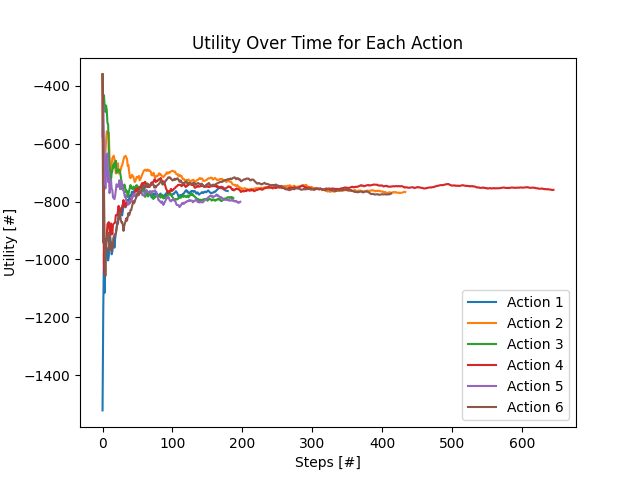 Utility Over Time for Each Action
Utility [#]
−400
−600
−800
−1000
−1200
−1400
0 100 200 300 400 500 600
Steps [#]
Action 1
Action 2
Action 3
Action 4
Action 5
Action 6